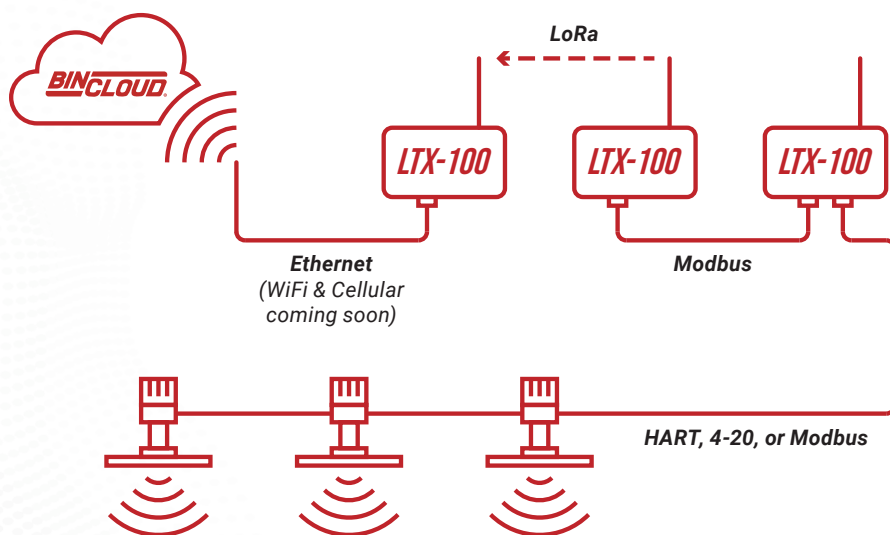 LoRa
BINCLOUD®
LTX-100
LTX-100
LTX-100
Ethernet
(WiFi & Cellular
coming soon)
Modbus
HART, 4-20, or Modbus